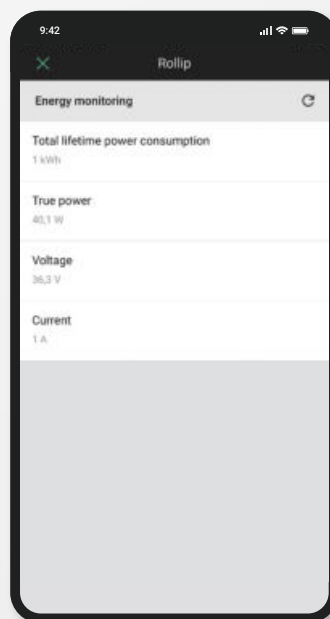 9:42
Rollip
Energy monitoring
Total lifetime power consumption
1 kWh
True power
40,1 W
Voltage
36,3 V
Current
1 A